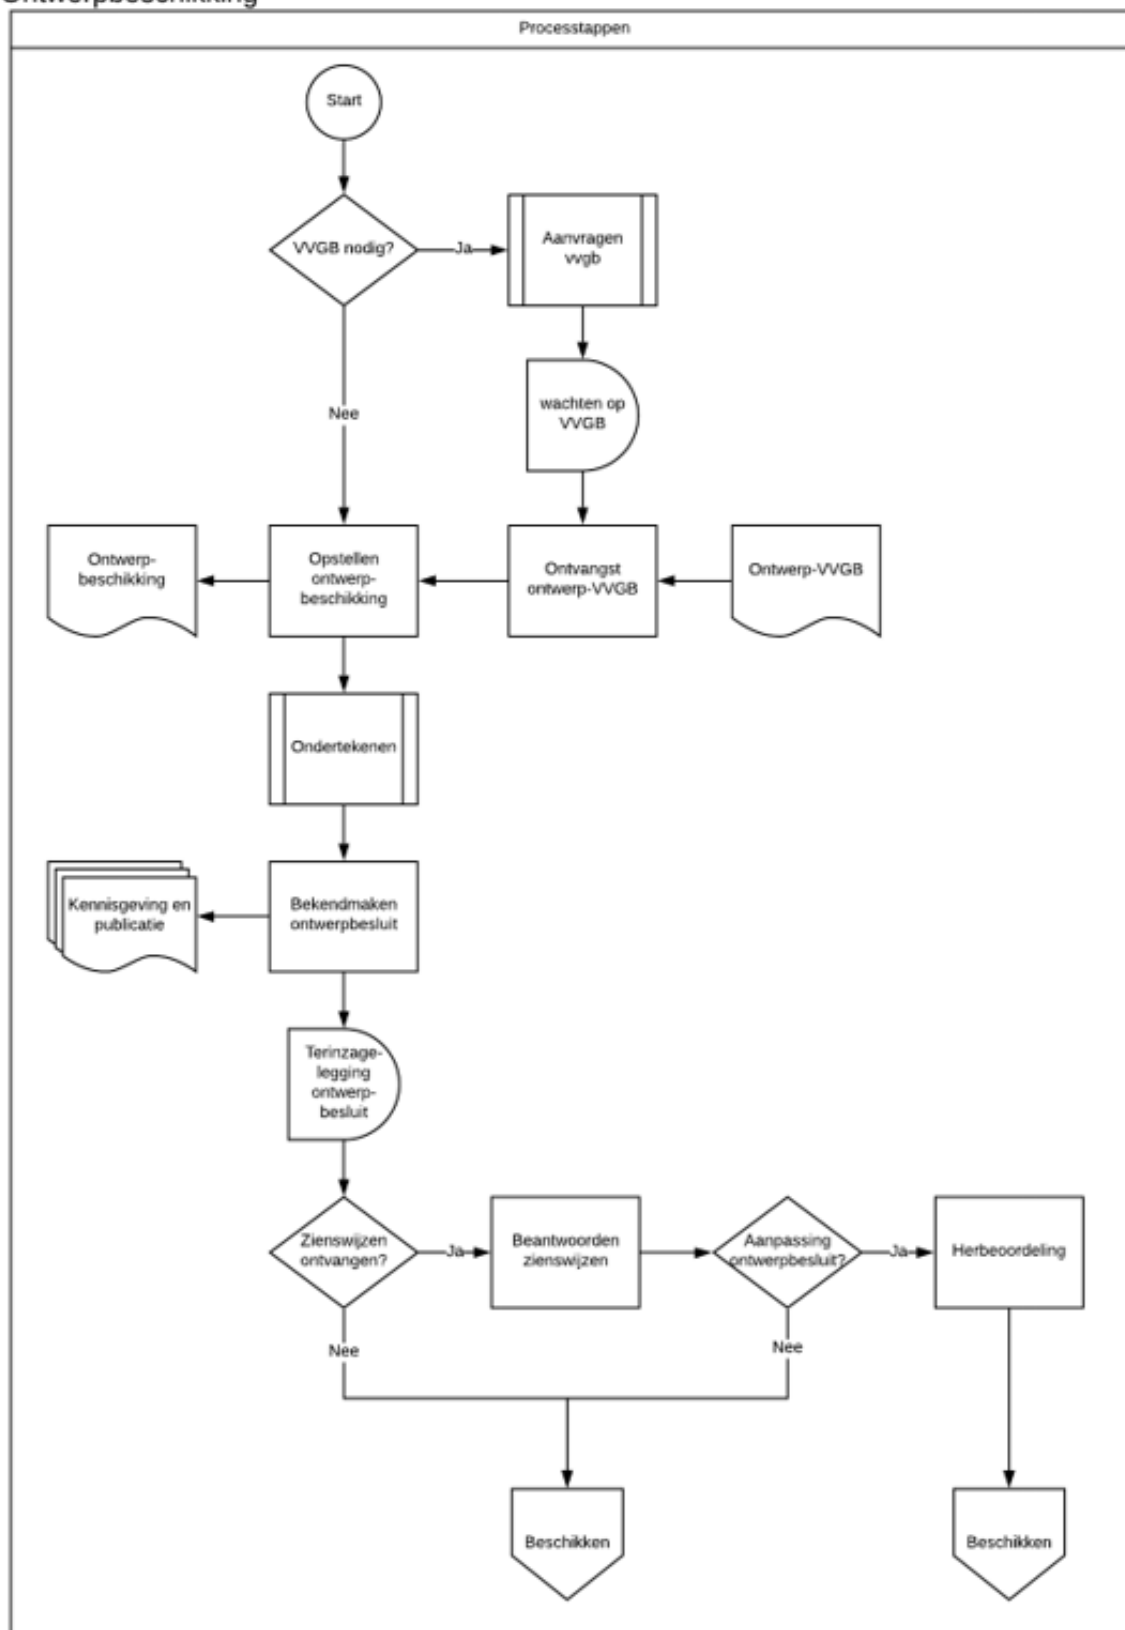 Ontwerpbeschikking
Processtappen
Start
VVGB nodig?
Ja
Aanvragen
vvgb
Nee
wachten op
VVGB
Ontwerp-
beschikking
Opstellen
ontwerp-
beschikking
Ontvangst
ontwerp-VVGB
Ontwerp-VVGB
Ondertekenen
Kennisgeving en
publicatie
Bekendmaken
ontwerpbesluit
Terinzage-
legging
ontwerp-
besluit
Zienswijzen
ontvangen?
Ja
Beantwoorden
zienswijzen
Aanpassing
ontwerpbesluit?
Ja
Herbeoordeling
Nee
Nee
Beschikken
Beschikken